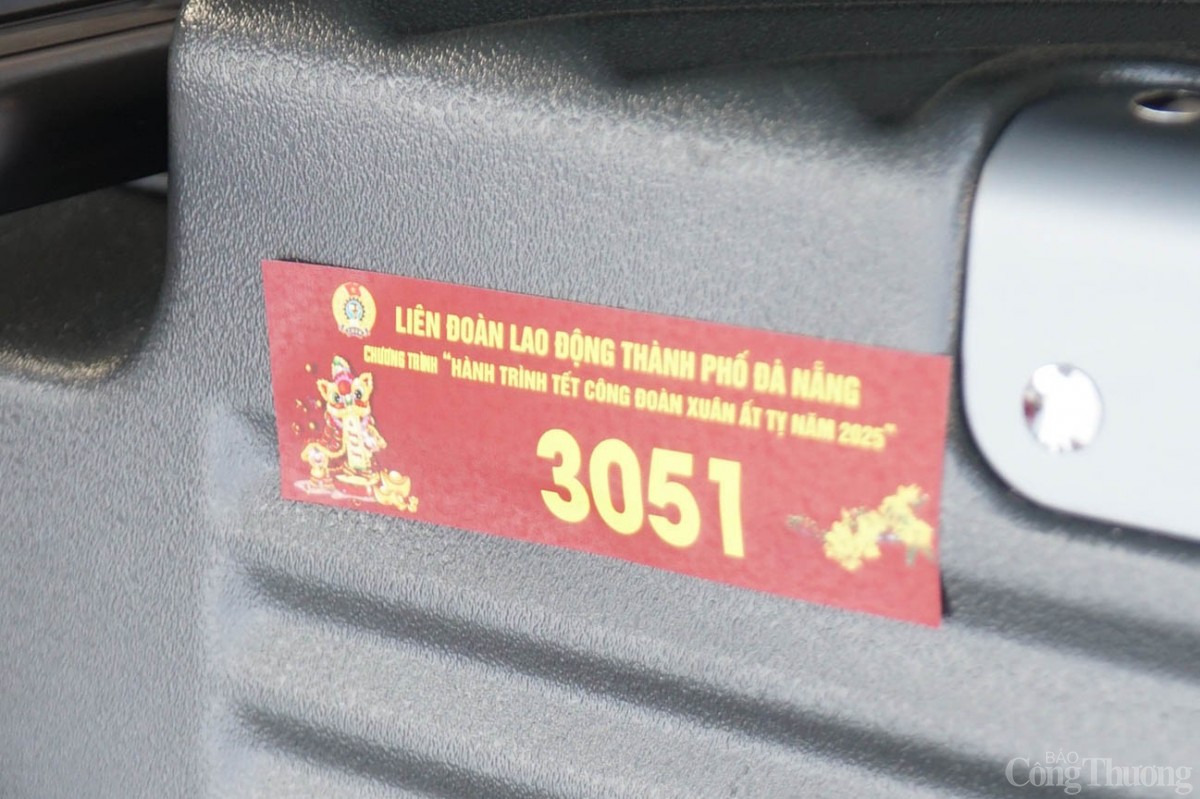 LIÊN ĐOÀN LAO ĐỘNG THÀNH PHỐ ĐÀ NẴNG
CHƯƠNG TRÌNH "HÀNH TRÌNH TẾT CÔNG ĐOÀN XUÂN ẤT TỴ NĂM 2025"
3051
BÁO
Công Thương